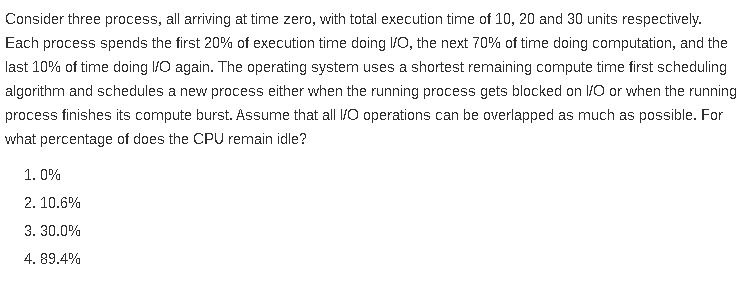 Consider three process, all arriving at time zero, with total execution time of 10, 20 and 30 units respectively.
Each process spends the first 20% of execution time doing I/O, the next 70% of time doing computation, and the
last 10% of time doing I/O again. The operating system uses a shortest remaining compute time first scheduling
algorithm and schedules a new process either when the running process gets blocked on I/O or when the running
process finishes its compute burst. Assume that all I/O operations can be overlapped as much as possible. For
what percentage of does the CPU remain idle?
1. 0%
2. 10.6%
3. 30.0%
4. 89.4%